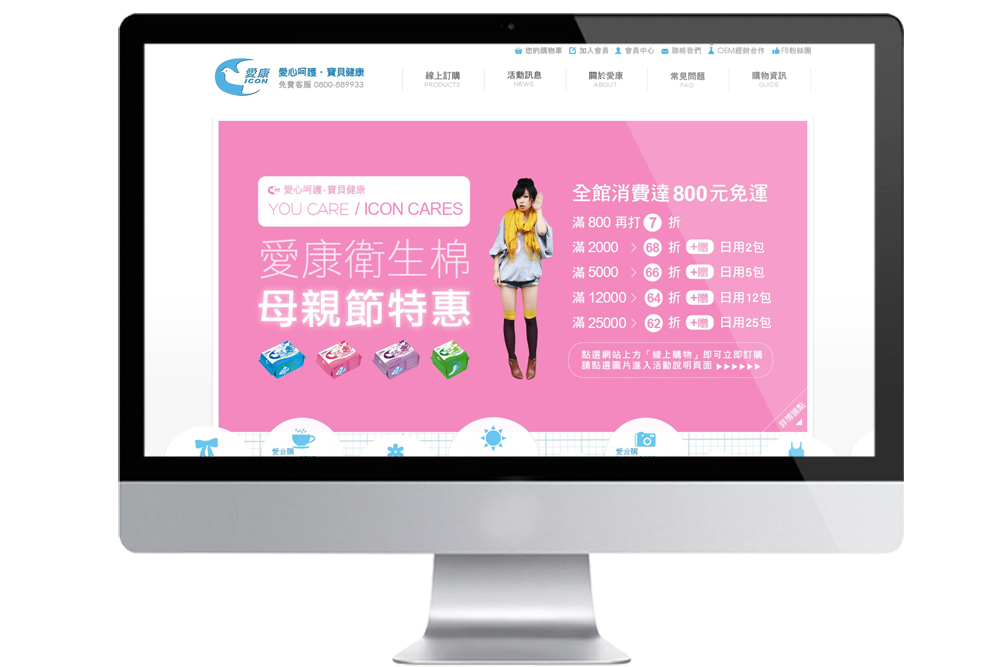 您的購物車 加入會員 會員中心 聯絡我們 OEM經銷合作 FB粉絲團
愛康
ICON
愛心呵護・寶貝健康
免費客服 0800-889933
線上訂購
PRODUCTS
活動訊息
NEWS
關於愛康
ABOUT
常見問題
FAQ
購物資訊
GUIDE
愛心呵護・寶貝健康
YOU CARE / ICON CARES
愛康衛生棉
母親節特惠
全館消費達800元免運
滿 800 再打 7 折
滿 2000 > 68 折 +贈 日用2包
滿 5000 > 66 折 +贈 日用5包
滿 12000 > 64 折 +贈 日用12包
滿 25000 > 62 折 +贈 日用25包
點選網站上方「線上購物」即可立即訂購
請點選圖片進入活動說明頁面
愛合購
愛合購